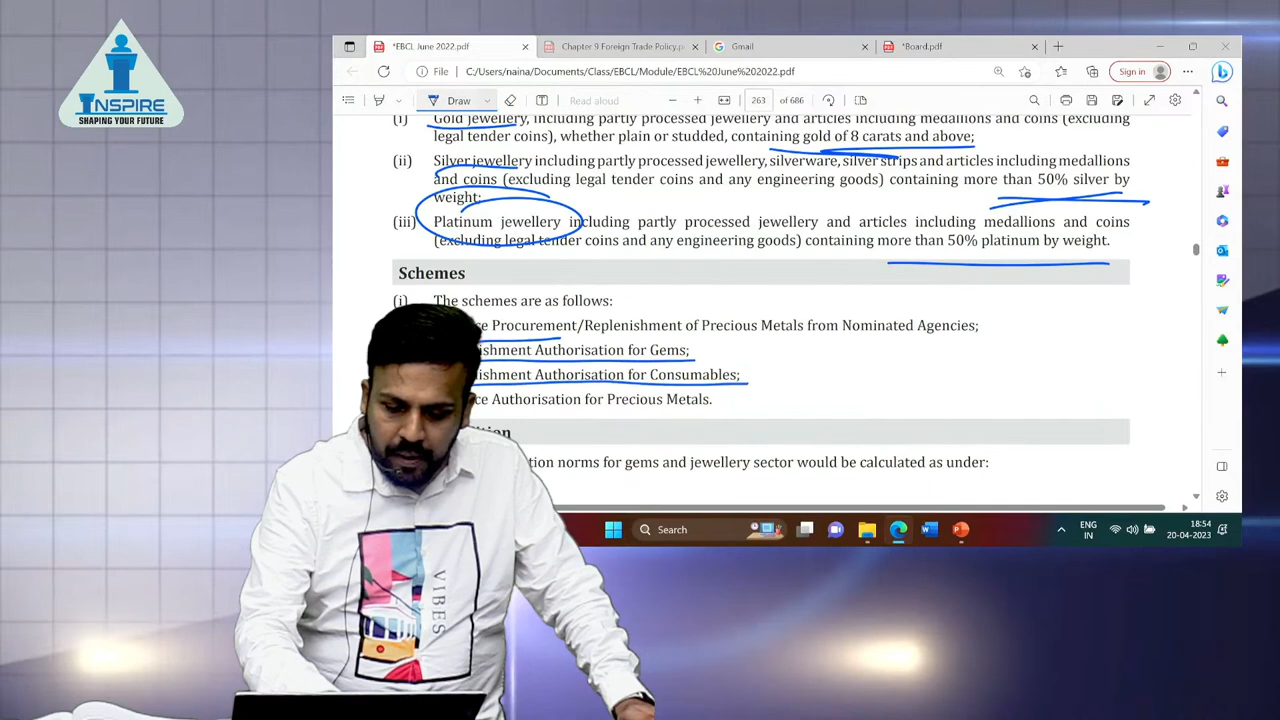 INSPIRE
SHAPING YOUR FUTURE
*EBCL June 2022.pdf
Chapter 9 Foreign Trade Policy.p
Gmail
*Board.pdf
File
C:/Users/naina/Documents/Class/EBCL/Module/EBCL%20June%202022.pdf
Sign in
Draw
Read aloud
263
of 686
(i) Gold jewellery, including partly processed jewellery and articles including medallions and coins (excluding
legal tender coins), whether plain or studded, containing gold of 8 carats and above;
(ii) Silver jewellery including partly processed jewellery, silverware, silver strips and articles including medallions
and coins (excluding legal tender coins and any engineering goods) containing more than 50% silver by
weight;
(iii) Platinum jewellery including partly processed jewellery and articles including medallions and coins
(excluding legal tender coins and any engineering goods) containing more than 50% platinum by weight.
Schemes
(i) The schemes are as follows:
Procurement/Replenishment of Precious Metals from Nominated Agencies;
Authorisation for Gems;
Authorisation for Consumables;
Authorisation for Precious Metals.
norms for gems and jewellery sector would be calculated as under:
VIBES
Search
ENG
IN
18:54
20-04-2023